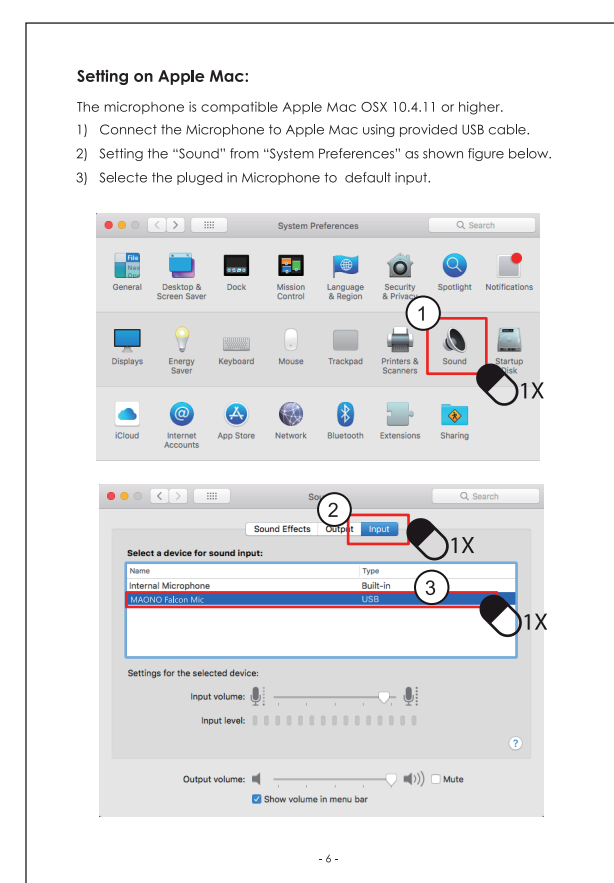 Setting on Apple Mac:
The microphone is compatible Apple Mac OSX 10.4.11 or higher.
1) Connect the Microphone to Apple Mac using provided USB cable.
2) Setting the “Sound” from “System Preferences” as shown figure below.
3) Selecte the pluged in Microphone to default input.
System Preferences
Search
File
General
Desktop &
Screen Saver
Dock
Mission
Control
Language
& Region
Security
& Privacy
Spotlight
Notifications
1
Displays
Energy
Saver
Keyboard
Mouse
Trackpad
Printers &
Scanners
Sound
Startup
Disk
1X
iCloud
Internet
Accounts
App Store
Network
Bluetooth
Extensions
Sharing
Search
2
Sound Effects
Output
Input
1X
Select a device for sound input:
Name Type
Internal Microphone Built-in
3
MAONO Falcon Mic USB
1X
Settings for the selected device:
Input volume:
Input level:
?
Output volume:
Mute
Show volume in menu bar
- 6 -